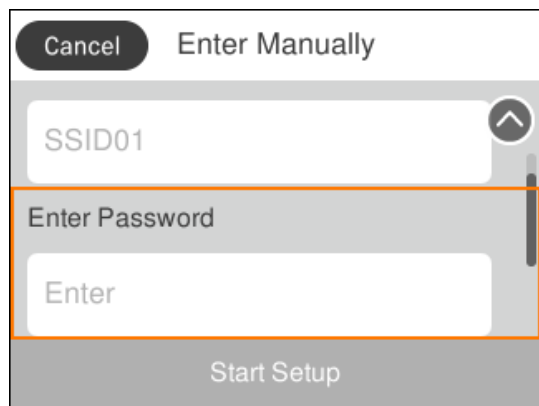 Cancel Enter Manually
SSID01
Enter Password
Enter
Start Setup